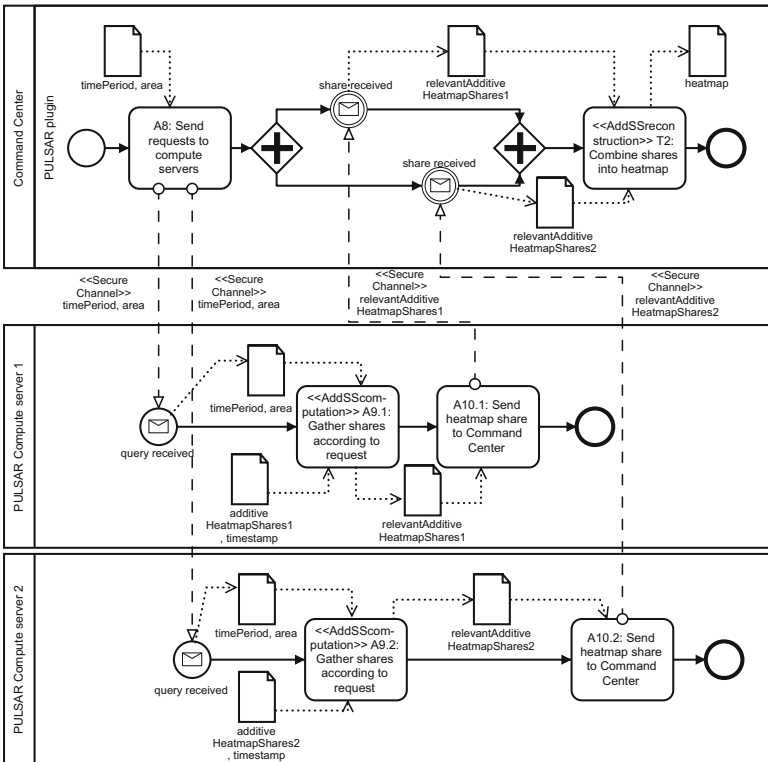 Command Center
PULSAR plugin
timePeriod, area
A8: Send
requests to
compute
servers
share received
relevantAdditive
HeatmapShares1
share received
relevantAdditive
HeatmapShares2
<<AddSSrecon
struction>> T2:
Combine shares
into heatmap
heatmap
<<Secure
Channel>>
timePeriod, area
<<Secure
Channel>>
timePeriod, area
<<Secure
Channel>>
relevantAdditive
HeatmapShares1
<<Secure
Channel>>
relevantAdditive
HeatmapShares2
PULSAR Compute server 1
query received
timePeriod, area
<<AddSScom-
putation>> A9.1:
Gather shares
according to
request
additive
HeatmapShares1
, timestamp
relevantAdditive
HeatmapShares1
A10.1: Send
heatmap share
to Command
Center
PULSAR Compute server 2
query received
timePeriod, area
<<AddSScom-
putation>> A9.2:
Gather shares
according to
request
additive
HeatmapShares2
, timestamp
relevantAdditive
HeatmapShares2
A10.2: Send
heatmap share
to Command
Center